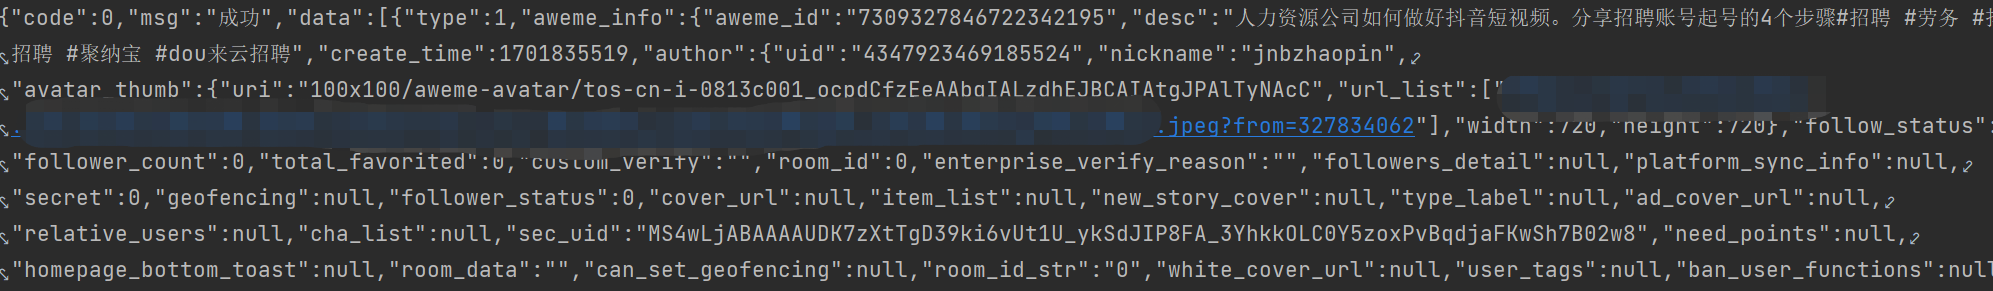 {"code":0,"msg":"成功","data":[{"type":1,"aweme_info":{"aweme_id":"7309327846722342195","desc":"人力资源公司如何做好抖音短视频。分享招聘账号起号的4个步骤#招聘 #劳务 #
招聘 #聚纳宝 #dou来云招聘","create_time":1701835519,"author":{"uid":"4347923469185524","nickname":"jnbzhaopin",
"avatar_thumb":{"uri":"100x100/aweme-avatar/tos-cn-i-0813c001_ocpdCfzEeAAbgIALzdhEJBCAIAtgJPAlTyNAcC","url_list":["
.jpeg?from=327834062"],"width":720,"height":720},"follow_status":
"follower_count":0,"total_favorited":0,"custom_verify":"","room_id":0,"enterprise_verify_reason":"","followers_detail":null,"platform_sync_info":null,
"secret":0,"geofencing":null,"follower_status":0,"cover_url":null,"item_list":null,"new_story_cover":null,"type_label":null,"ad_cover_url":null,
"relative_users":null,"cha_list":null,"sec_uid":"MS4wLjABAAAAUDK7zXtTgD39ki6vUt1U_ykSdJIP8FA_3YhkkOLC0Y5zoxPvBqdjaFKwSh7B02w8","need_points":null,
"homepage_bottom_toast":null,"room_data":"","can_set_geofencing":null,"room_id_str":"0","white_cover_url":null,"user_tags":null,"ban_user_functions":null